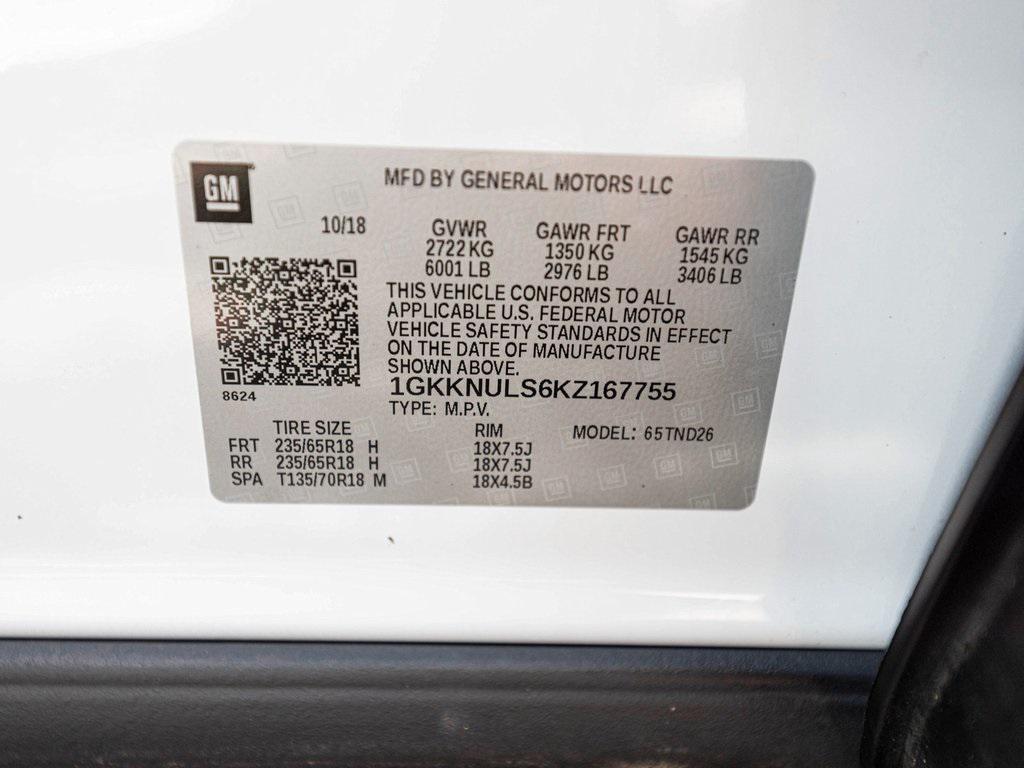 GM
MFD BY GENERAL MOTORS LLC
10/18 GVWR GAWR FRT GAWR RR
2722 KG 1350 KG 1545 KG
6001 LB 2976 LB 3406 LB
THIS VEHICLE CONFORMS TO ALL
APPLICABLE U.S. FEDERAL MOTOR
VEHICLE SAFETY STANDARDS IN EFFECT
ON THE DATE OF MANUFACTURE
SHOWN ABOVE.
1GKKNULS6KZ167755
8624
TYPE: M.P.V.
TIRE SIZE RIM MODEL: 65TND26
FRT 235/65R18 H 18X7.5J
RR 235/65R18 H 18X7.5J
SPA T135/70R18 M 18X4.5B